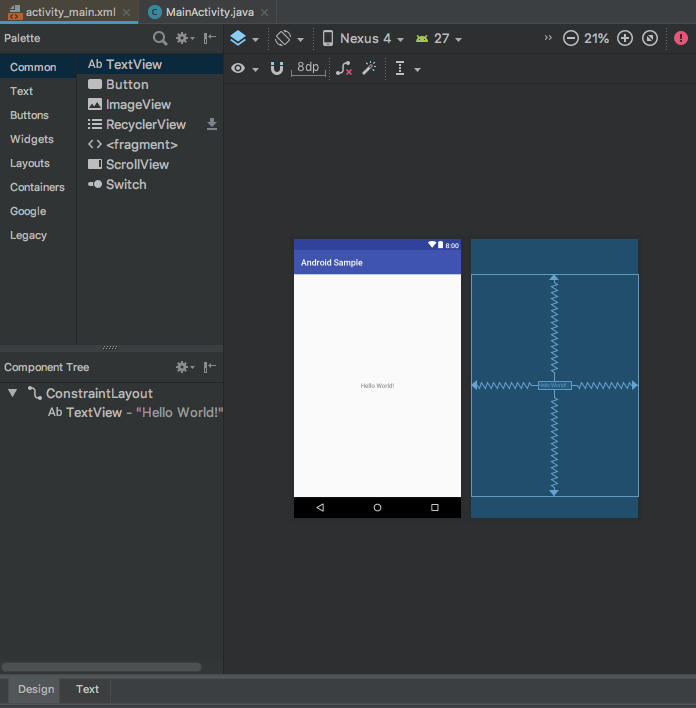 activity_main.xml
MainActivity.java
Palette
Nexus 4
27
21%
8dp
Common
Text
Buttons
Widgets
Layouts
Containers
Google
Legacy
Ab TextView
Button
ImageView
RecyclerView
<fragment>
ScrollView
Switch
8:00
Android Sample
Hello World!
Hello World!
Component Tree
ConstraintLayout
Ab TextView - "Hello World!"
Design
Text